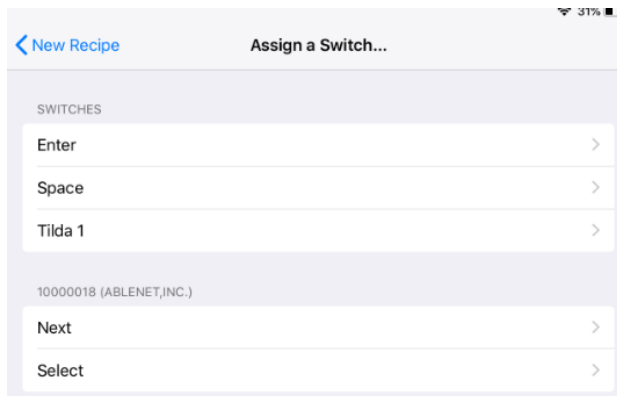 31%
New Recipe
Assign a Switch...
SWITCHES
Enter
Space
Tilda 1
10000018 (ABLENET,INC.)
Next
Select